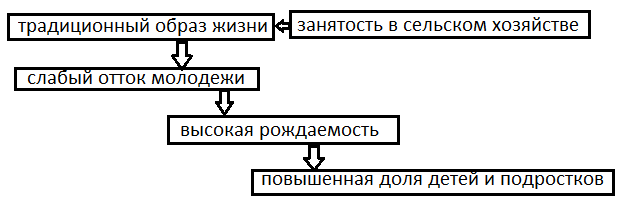 традиционный образ жизни
занятость в сельском хозяйстве
слабый отток молодежи
высокая рождаемость
повышенная доля детей и подростков